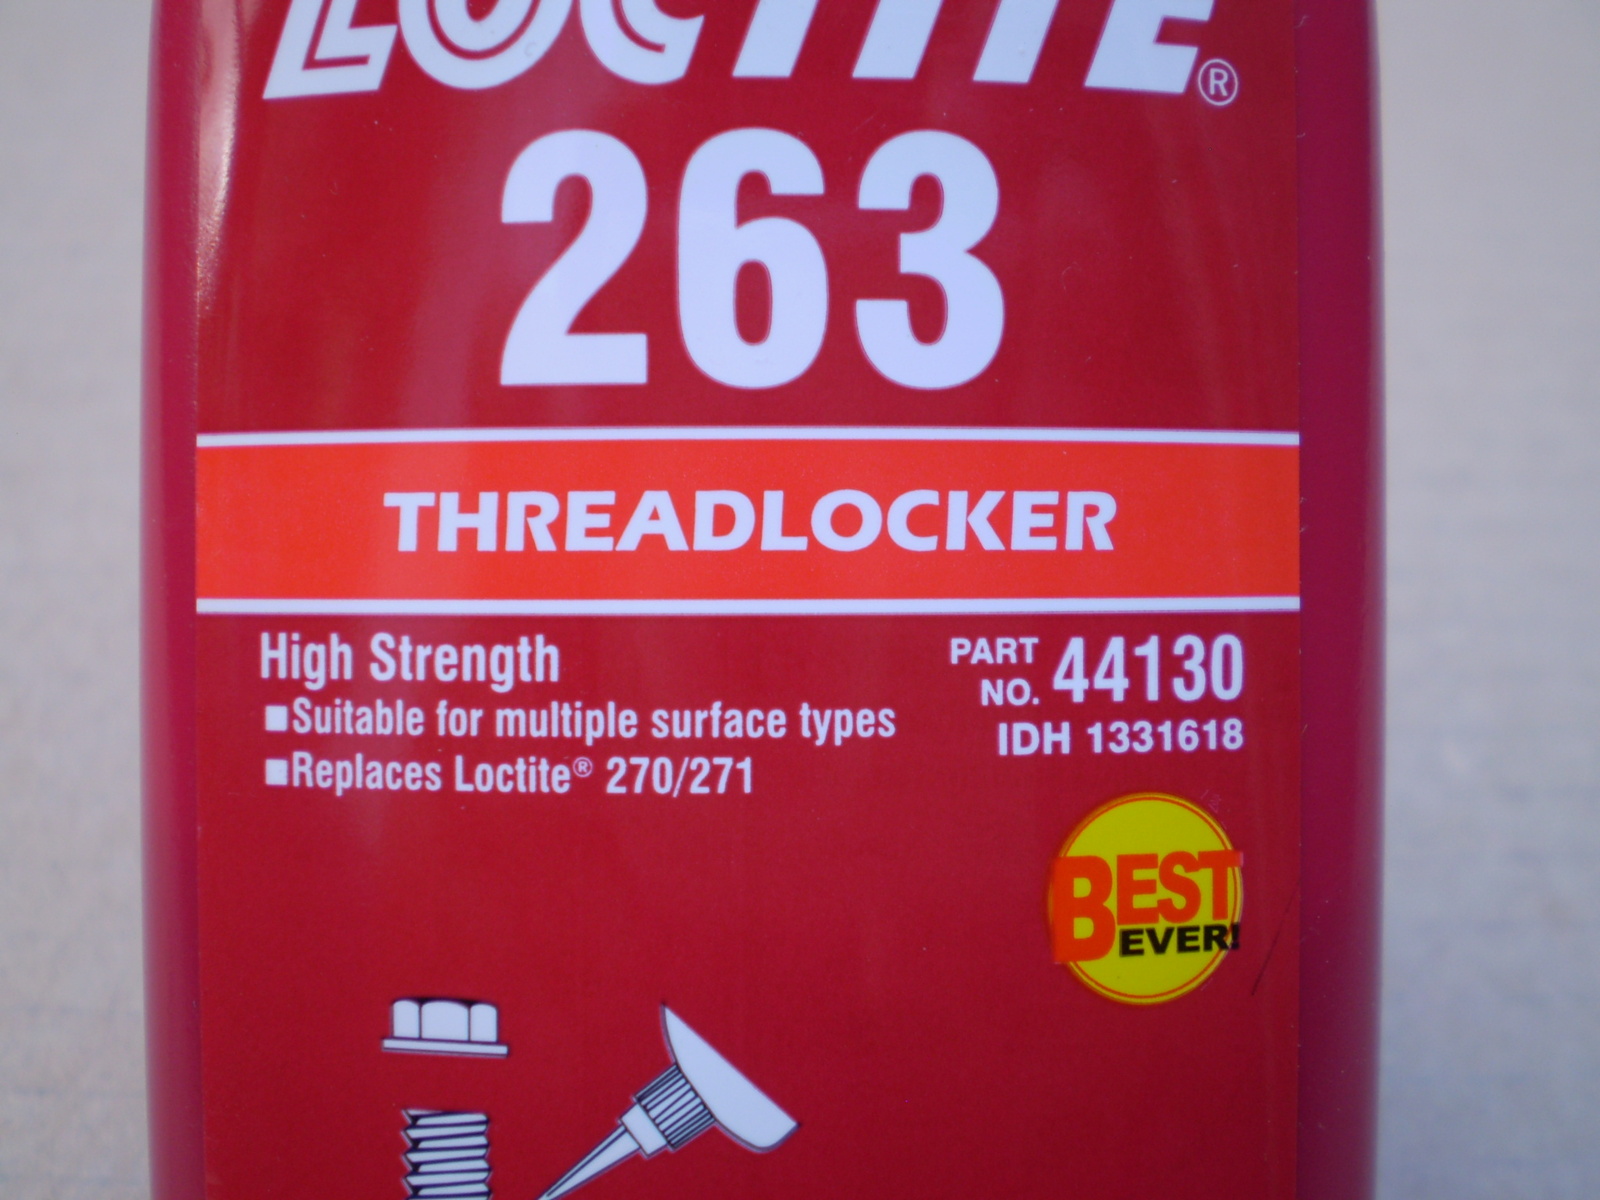 LOCTITE®
263
THREADLOCKER
High Strength
■Suitable for multiple surface types
■Replaces Loctite® 270/271
PART NO. 44130
IDH 1331618
BEST
EVER!